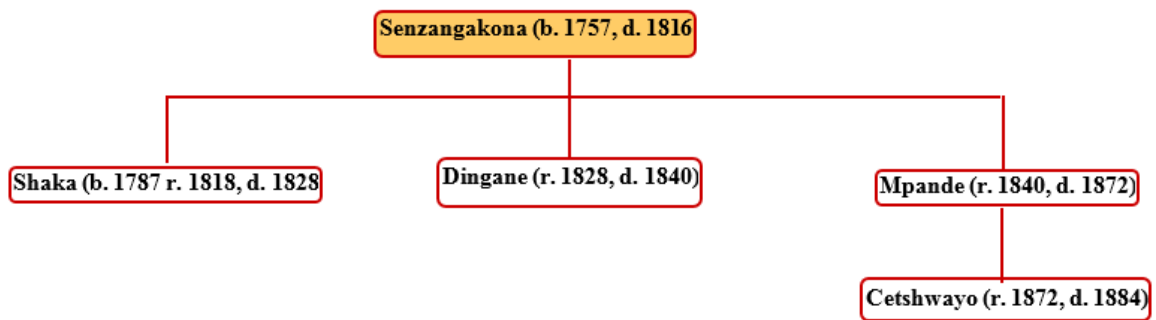 Senzangakona (b. 1757, d. 1816
Shaka (b. 1787 r. 1818, d. 1828
Dingane (r. 1828, d. 1840)
Mpande (r. 1840, d. 1872)
Cetshwayo (r. 1872, d. 1884)